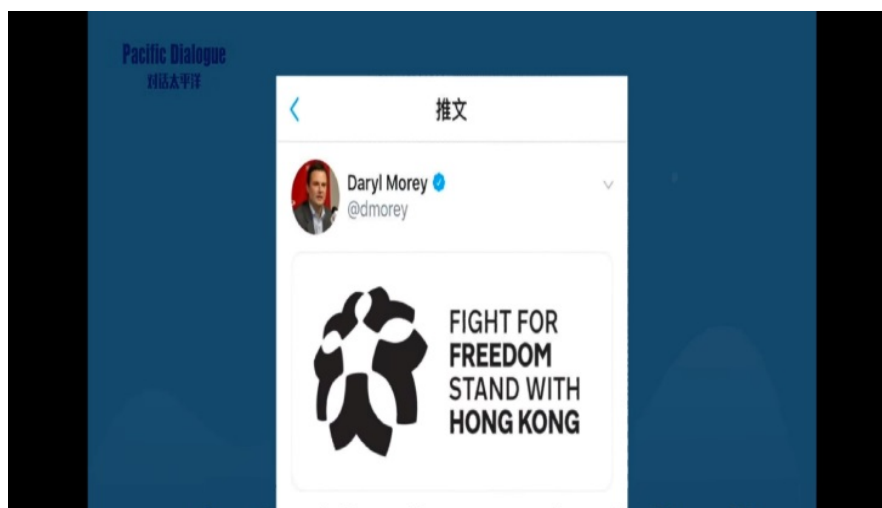 Pacific Dialogue
对话太平洋
推文
Daryl Morey
@dmorey
FIGHT FOR
FREEDOM
STAND WITH
HONG KONG